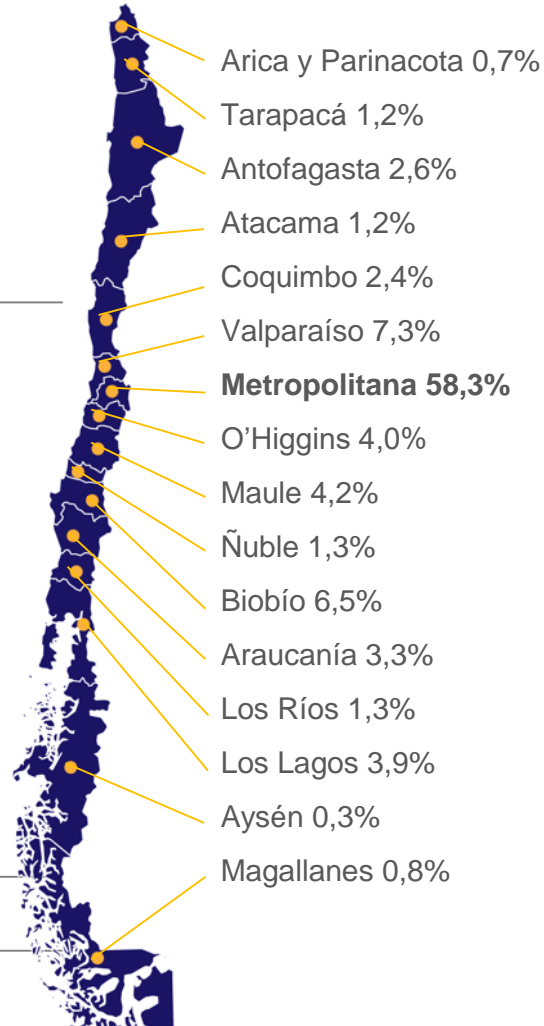 Arica y Parinacota 0,7%
Tarapacá 1,2%
Antofagasta 2,6%
Atacama 1,2%
Coquimbo 2,4%
Valparaíso 7,3%
Metropolitana 58,3%
O’Higgins 4,0%
Maule 4,2%
Ñuble 1,3%
Biobío 6,5%
Araucanía 3,3%
Los Ríos 1,3%
Los Lagos 3,9%
Aysén 0,3%
Magallanes 0,8%